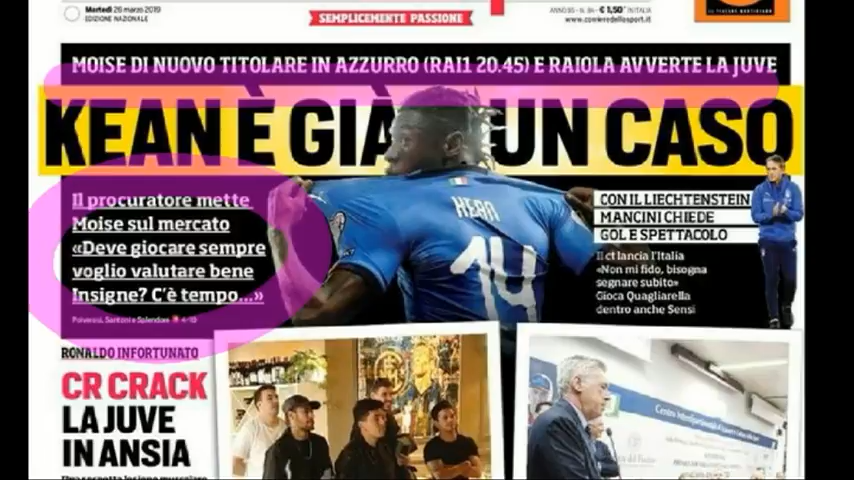 Martedì 26 marzo 2019
EDIZIONE NAZIONALE
SEMPLICEMENTE PASSIONE
€ 1,50* IN ITALIA
www.corrieredellosport.it
MOISE DI NUOVO TITOLARE IN AZZURRO (RAI1 20.45) E RAIOLA AVVERTE LA JUVE
KEAN È GIÀ UN CASO
Il procuratore mette
Moise sul mercato
«Deve giocare sempre
voglio valutare bene
Insigne? C'è tempo...»
KEAN
14
CON IL LIECHTENSTEIN
MANCINI CHIEDE
GOL E SPETTACOLO
Il ct lancia l'Italia
«Non mi fido, bisogna
segnare subito»
Gioca Quagliarella
dentro anche Sensi
RONALDO INFORTUNATO
CR CRACK
LA JUVE
IN ANSIA